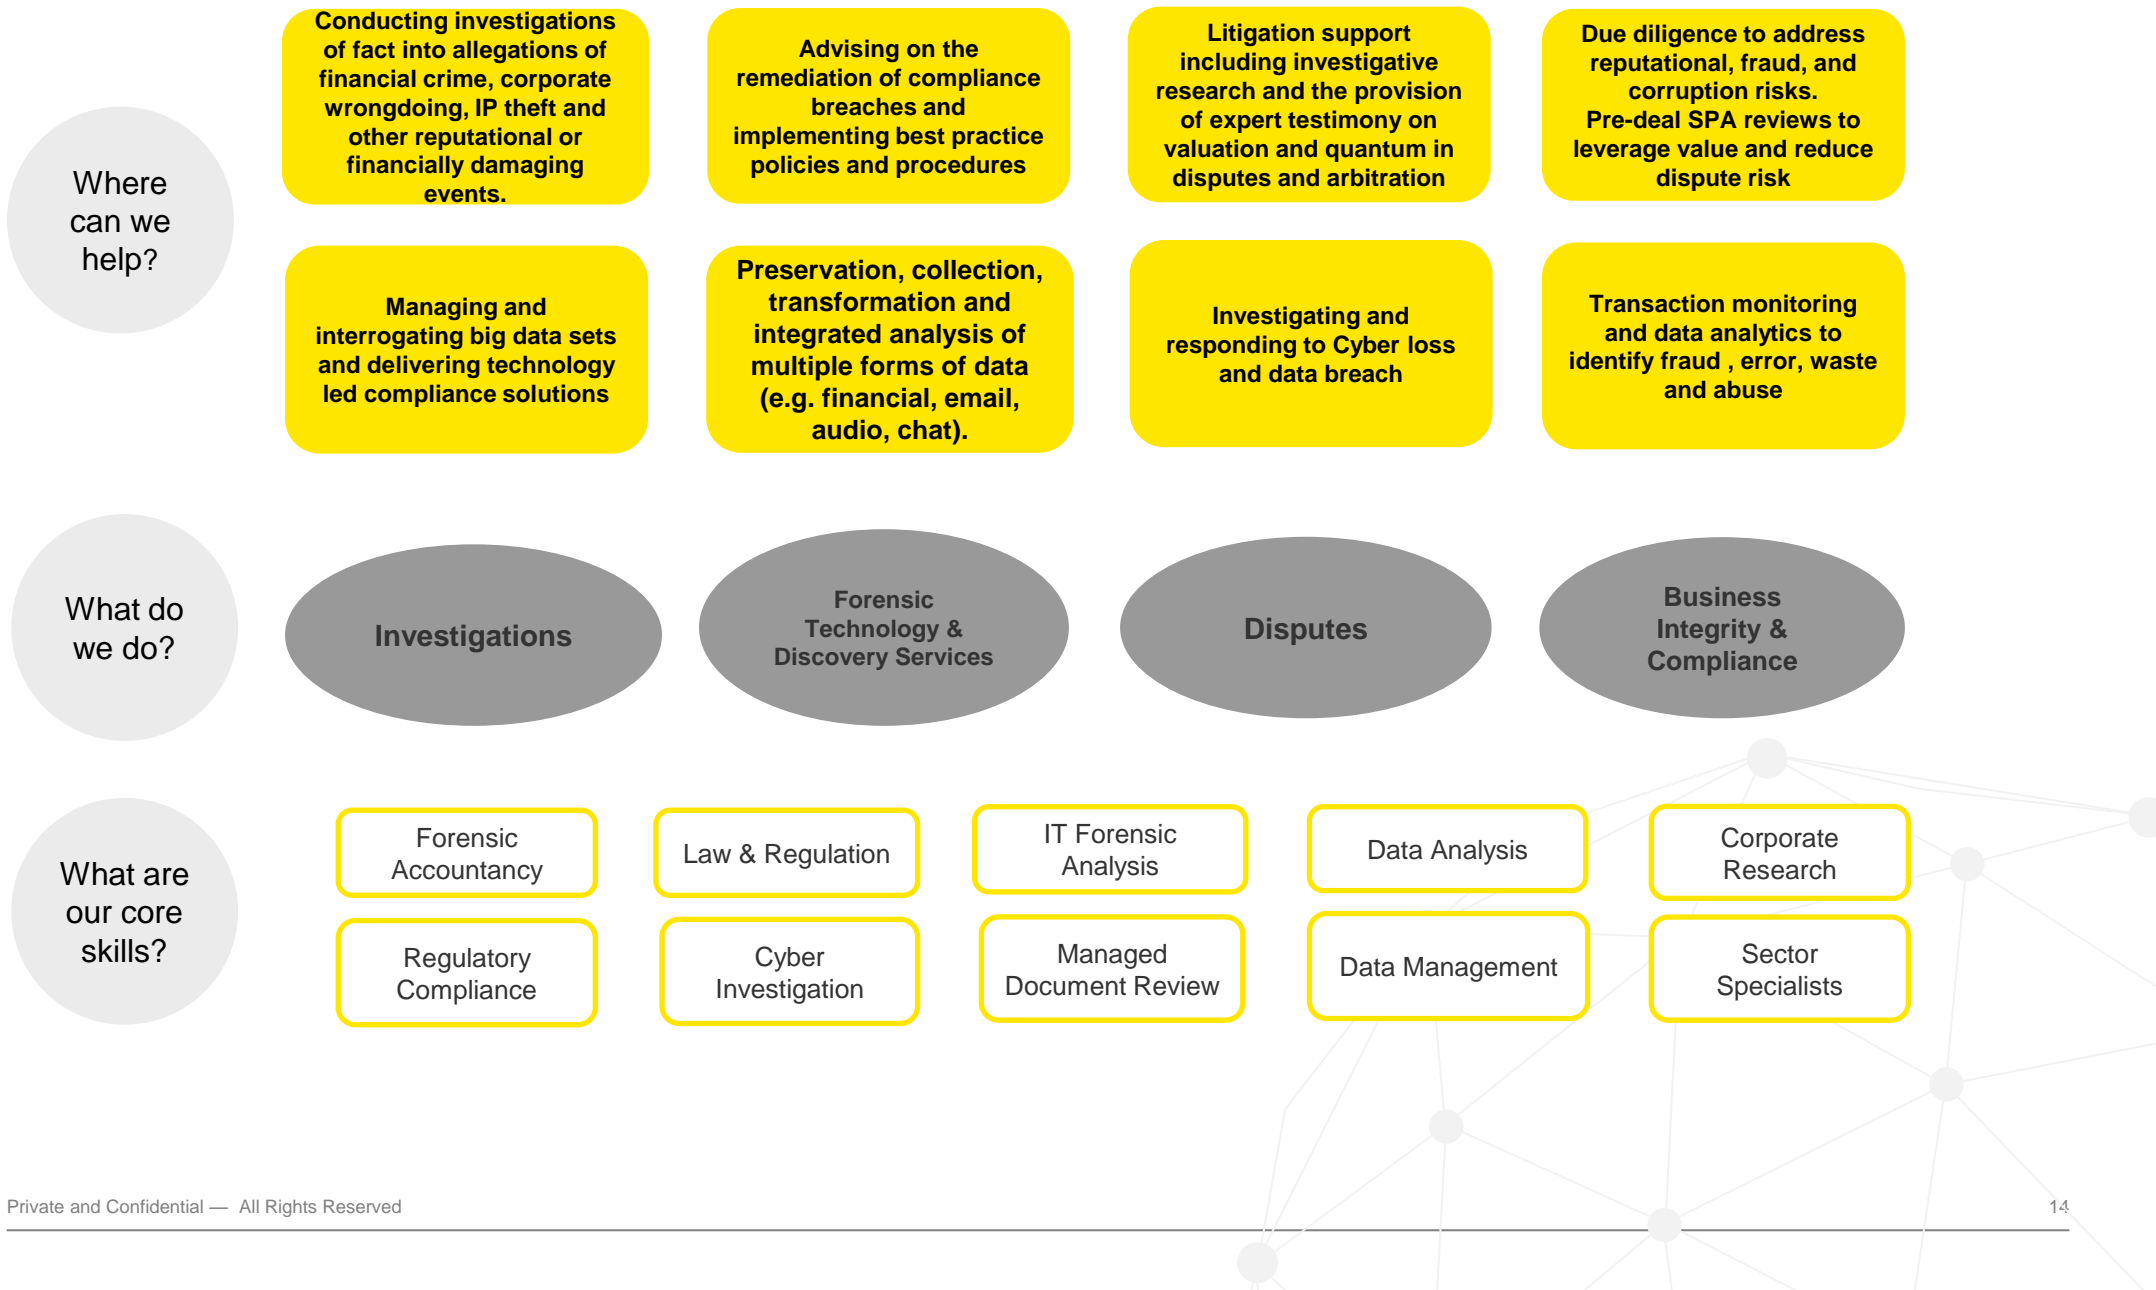 Where
can we
help?
Conducting investigations
of fact into allegations of
financial crime, corporate
wrongdoing, IP theft and
other reputational or
financially damaging
events.
Advising on the
remediation of compliance
breaches and
implementing best practice
policies and procedures
Litigation support
including investigative
research and the provision
of expert testimony on
valuation and quantum in
disputes and arbitration
Due diligence to address
reputational, fraud, and
corruption risks.
Pre-deal SPA reviews to
leverage value and reduce
dispute risk
Managing and
interrogating big data sets
and delivering technology
led compliance solutions
Preservation, collection,
transformation and
integrated analysis of
multiple forms of data
(e.g. financial, email,
audio, chat).
Investigating and
responding to Cyber loss
and data breach
Transaction monitoring
and data analytics to
identify fraud , error, waste
and abuse
What do
we do?
Investigations
Forensic
Technology &
Discovery Services
Disputes
Business
Integrity &
Compliance
What are
our core
skills?
Forensic
Accountancy
Law & Regulation
IT Forensic
Analysis
Data Analysis
Corporate
Research
Regulatory
Compliance
Cyber
Investigation
Managed
Document Review
Data Management
Sector
Specialists
Private and Confidential — All Rights Reserved
14